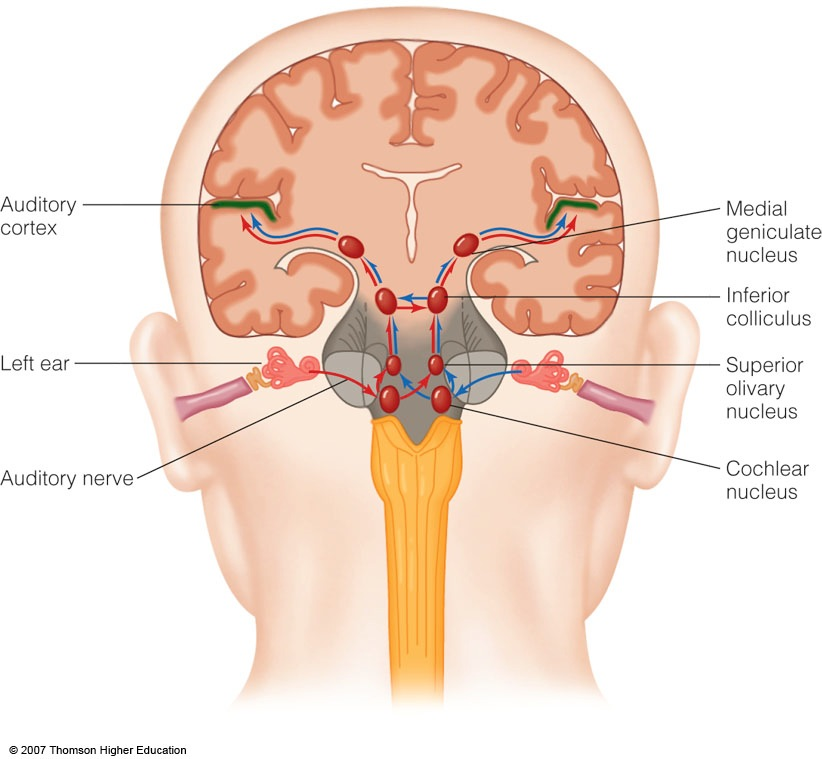 Auditory
cortex
Left ear
Auditory nerve
Medial
geniculate
nucleus
Inferior
colliculus
Superior
olivary
nucleus
Cochlear
nucleus
© 2007 Thomson Higher Education